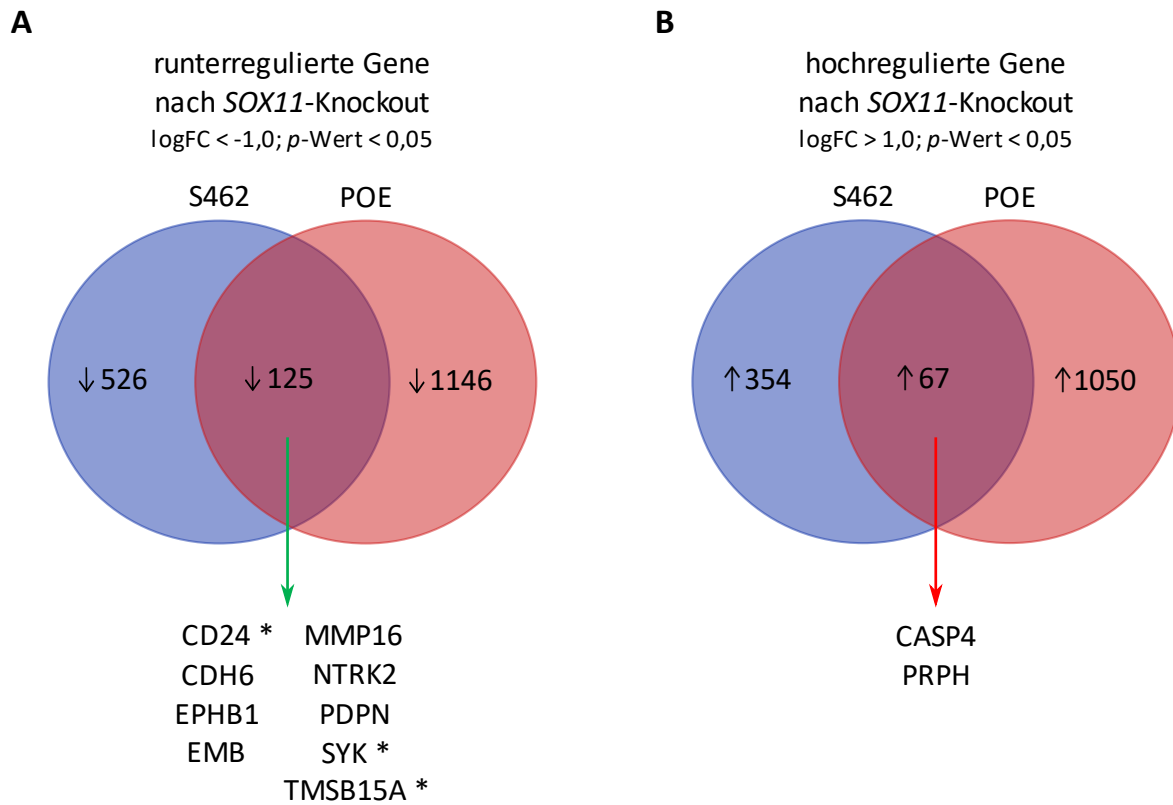 A
runterregulierte Gene
nach SOX11-Knockout
logFC < -1,0; p-Wert < 0,05
S462 POE
↓ 526 ↓ 125 ↓ 1146
CD24 * MMP16
CDH6 NTRK2
EPHB1 PDPN
EMB SYK *
TMSB15A *
B
hochregulierte Gene
nach SOX11-Knockout
logFC > 1,0; p-Wert < 0,05
S462 POE
↑ 354 ↑ 67 ↑ 1050
CASP4
PRPH